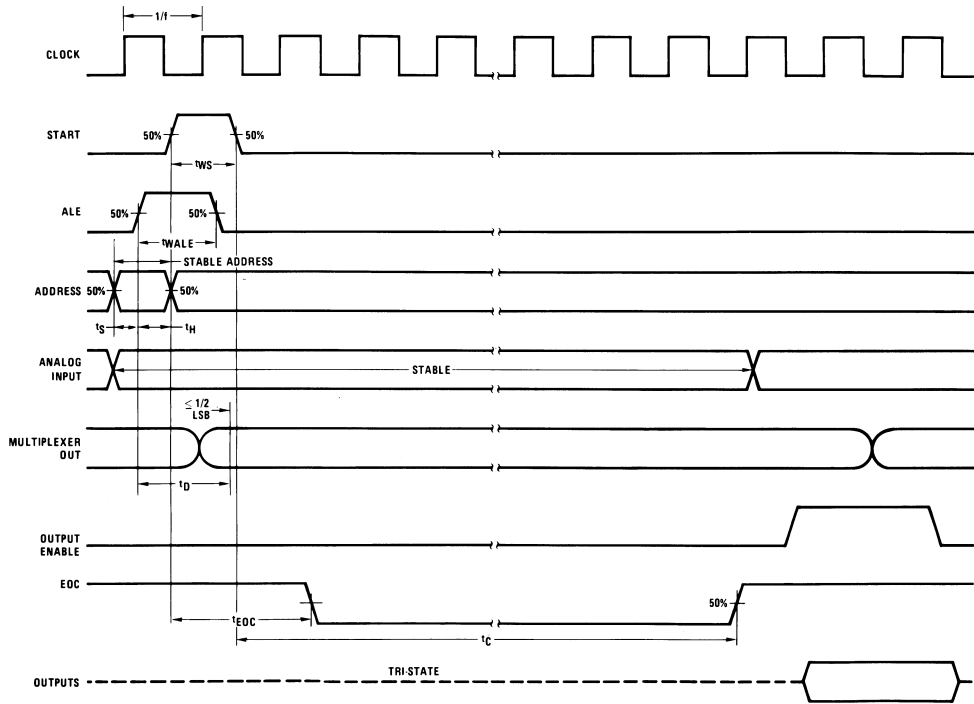 1/f
CLOCK
START
50%
50%
tWS
ALE
50%
50%
tWALE
STABLE ADDRESS
ADDRESS
50%
50%
tS
tH
ANALOG
INPUT
STABLE
≤ 1/2
LSB
MULTIPLEXER
OUT
tD
OUTPUT
ENABLE
EOC
50%
tEOC
tC
TRI-STATE
OUTPUTS